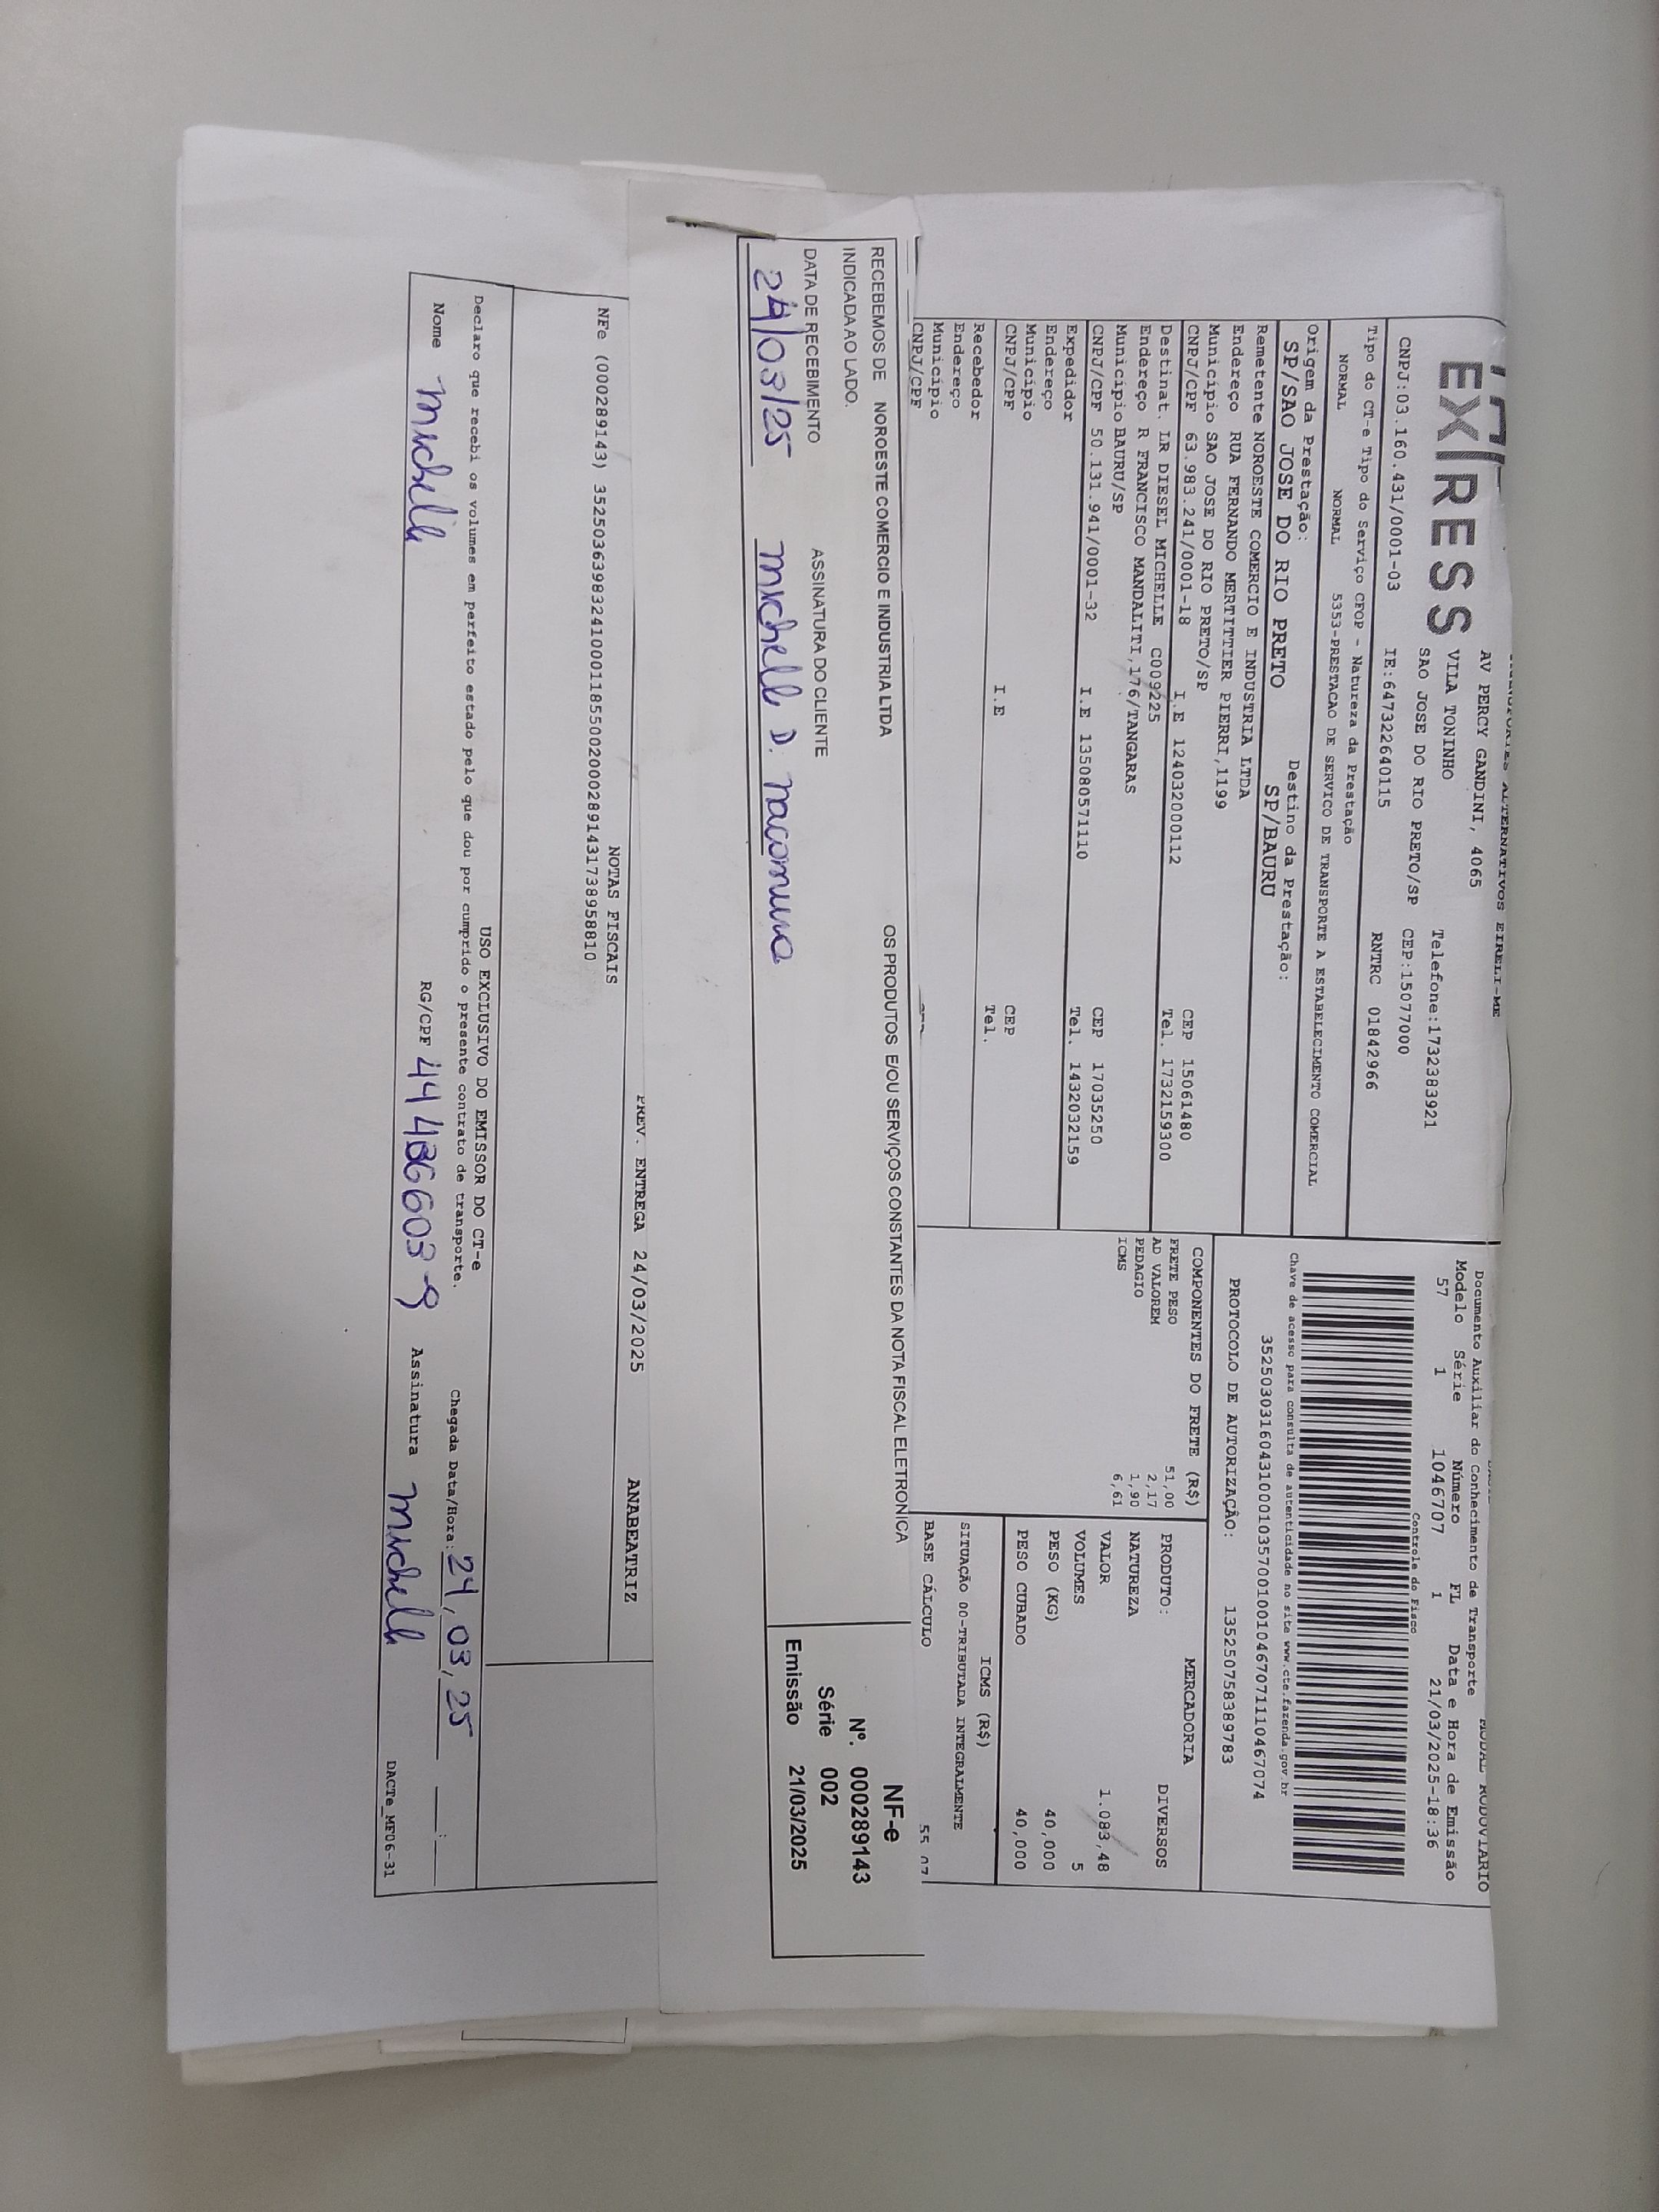 EXPRESS
AV PERCY GANDINI, 4065
VILA TONINHO
SAO JOSE DO RIO PRETO/SP
Telefone:1732383921
CEP:15077000
CNPJ:03.160.431/0001-03 IE:647322640115 RNTRC 01842966
Tipo do CT-e Tipo do Serviço CFOP - Natureza da Prestação
NORMAL NORMAL 5353-PRESTACAO DE SERVICO DE TRANSPORTE A ESTABELECIMENTO COMERCIAL
Origem da Prestação: Destino da Prestação:
SP/SAO JOSE DO RIO PRETO SP/BAURU
Remetente NOROESTE COMERCIO E INDUSTRIA LTDA
Endereço RUA FERNANDO MERTITTIER PIERRI,1199
Município SAO JOSE DO RIO PRETO/SP CEP 15061480
CNPJ/CPF 63.983.241/0001-18 I.E 124032000112 Tel. 1732159300
Destinat. LR DIESEL MICHELLE C009225
Endereço R FRANCISCO MANDALITI,176/TANGARAS
Município BAURU/SP CEP 17035250
CNPJ/CPF 50.131.941/0001-32 I.E 135080571110 Tel. 1432032159
Expedidor
Endereço
Município CEP
CNPJ/CPF I.E Tel.
Recebedor
Endereço
Município
CNPJ/CPF
Documento Auxiliar do Conhecimento de Transporte MODAL RODOVIARIO
Modelo Série Número FL Data e Hora de Emissão
57 1 1046707 1 21/03/2025-18:36
Controle do Fisco
Chave de acesso para consulta de autenticidade no site www.cte.fazenda.gov.br
35250303160431000103570010010467071110467074
PROTOCOLO DE AUTORIZAÇÃO: 135250758389783
COMPONENTES DO FRETE (R$)
FRETE PESO 51,00
AD VALOREM 2,17
PEDAGIO 1,90
ICMS 6,61
MERCADORIA
PRODUTO: DIVERSOS
NATUREZA
VALOR 1.083,48
VOLUMES 5
PESO (KG) 40,000
PESO CUBADO 40,000
ICMS (R$)
SITUAÇÃO 00-TRIBUTADA INTEGRALMENTE
BASE CÁLCULO 55,07
RECEBEMOS DE NOROESTE COMERCIO E INDUSTRIA LTDA OS PRODUTOS E/OU SERVIÇOS CONSTANTES DA NOTA FISCAL ELETRONICA
INDICADA AO LADO.
DATA DE RECEBIMENTO ASSINATURA DO CLIENTE
24/03/25 Michelle D.
NF-e
Nº. 000289143
Série 002
Emissão 21/03/2025
PREV. ENTREGA 24/03/2025 ANABEATRIZ
NOTAS FISCAIS
NFe (000289143) 35250363983241000118550020002891431738958810
USO EXCLUSIVO DO EMISSOR DO CT-e
Declaro que recebi os volumes em perfeito estado pelo que dou por cumprido o presente contrato de transporte. Chegada Data/Hora: 24/03/25 __:__
Nome Michelle RG/CPF Assinatura Michelle
DACTe_MF06-31